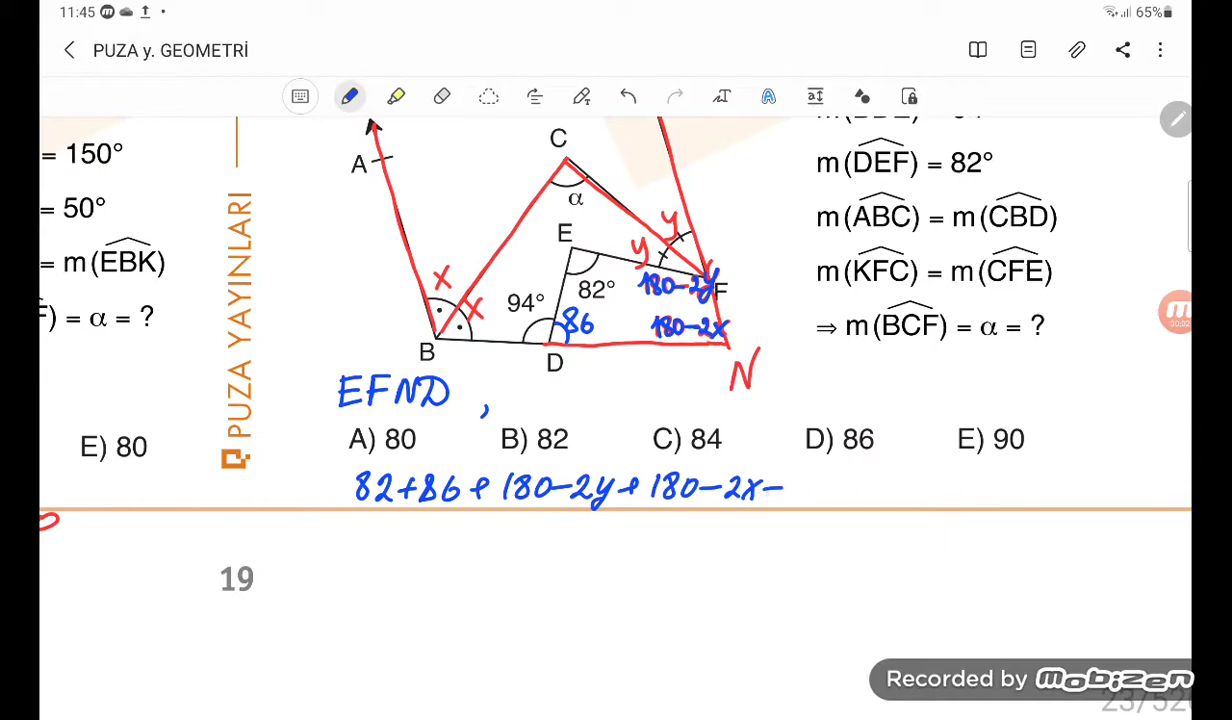 11:45
65%
PUZA y. GEOMETRİ
= 150°
= 50°
= m(EBK)
) = α = ?
E) 80
PUZA YAYINLARI
A
C
α
E
y
y
x
x
94°
82°
86
180-2y
180-2x
F
B
D
N
m(DEF) = 82°
m(ABC) = m(CBD)
m(KFC) = m(CFE)
⇒ m(BCF) = α = ?
EFND ,
A) 80 B) 82 C) 84 D) 86 E) 90
82+86+180-2y+180-2x=
19
30:02
Recorded by mobizen